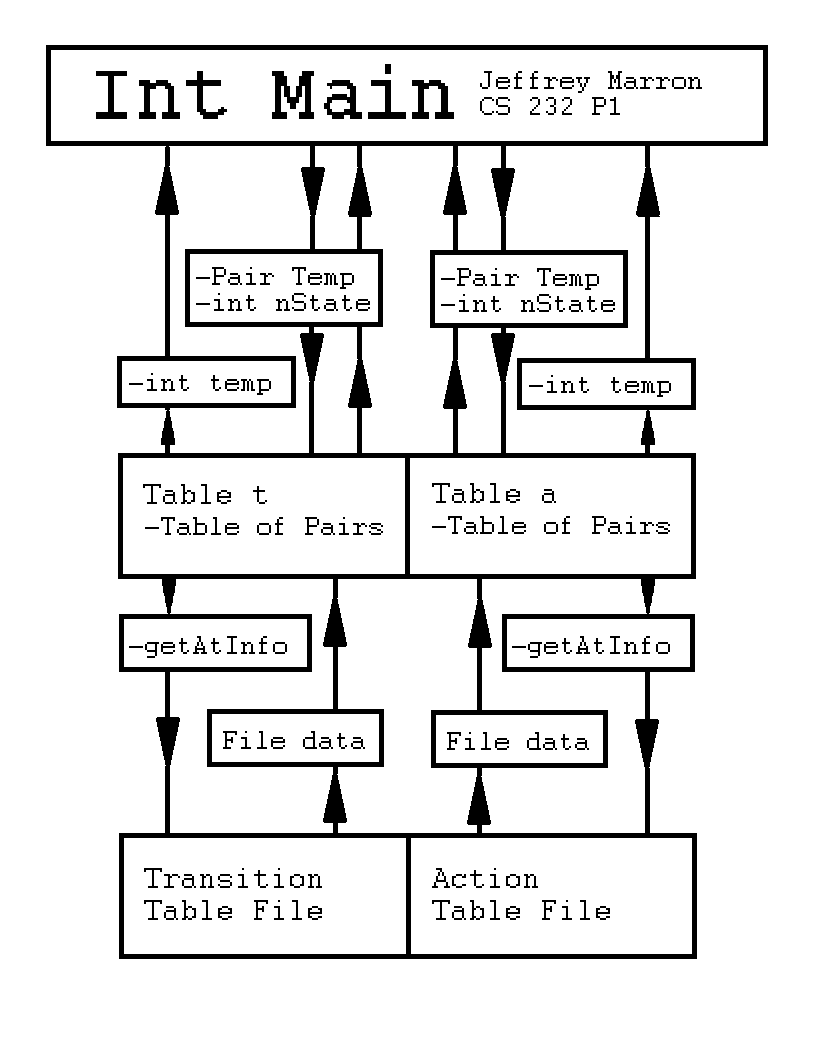 Int Main
Jeffrey Marron
CS 232 P1
-Pair Temp
-int nState
-Pair Temp
-int nState
-int temp
-int temp
Table t
-Table of Pairs
Table a
-Table of Pairs
-getAtInfo
-getAtInfo
File data
File data
Transition
Table File
Action
Table File